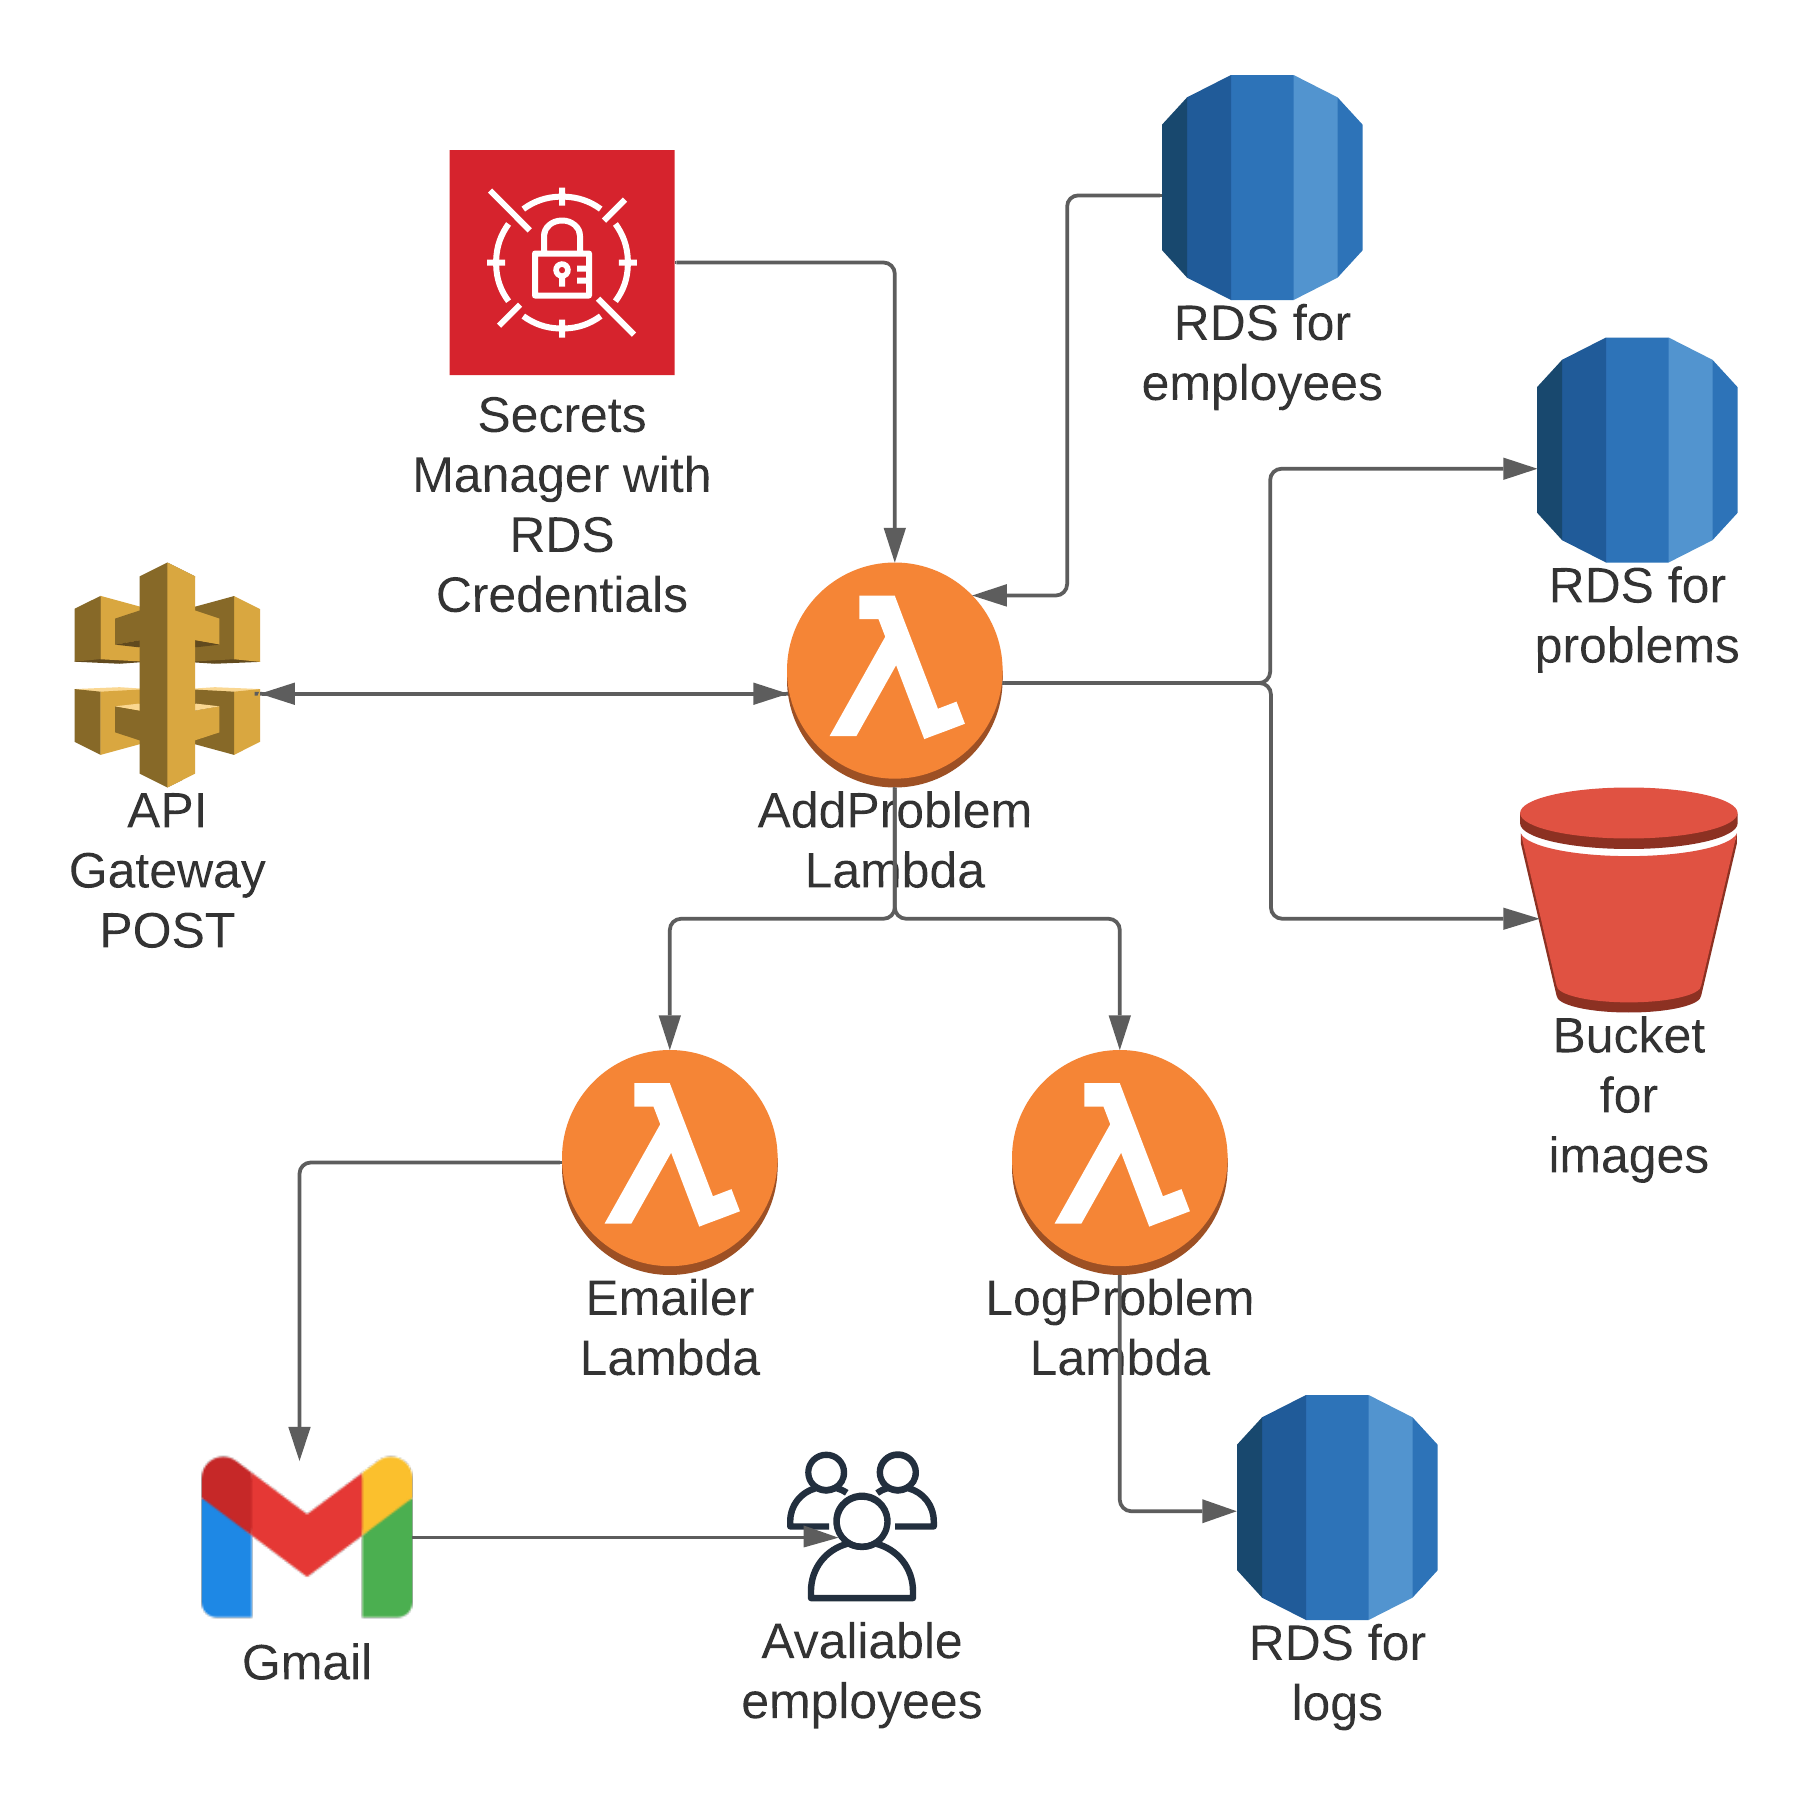 Secrets
Manager with
RDS
Credentials
RDS for
employees
RDS for
problems
API
Gateway
POST
AddProblem
Lambda
Bucket
for
images
Emailer
Lambda
LogProblem
Lambda
Gmail
Avaliable
employees
RDS for
logs